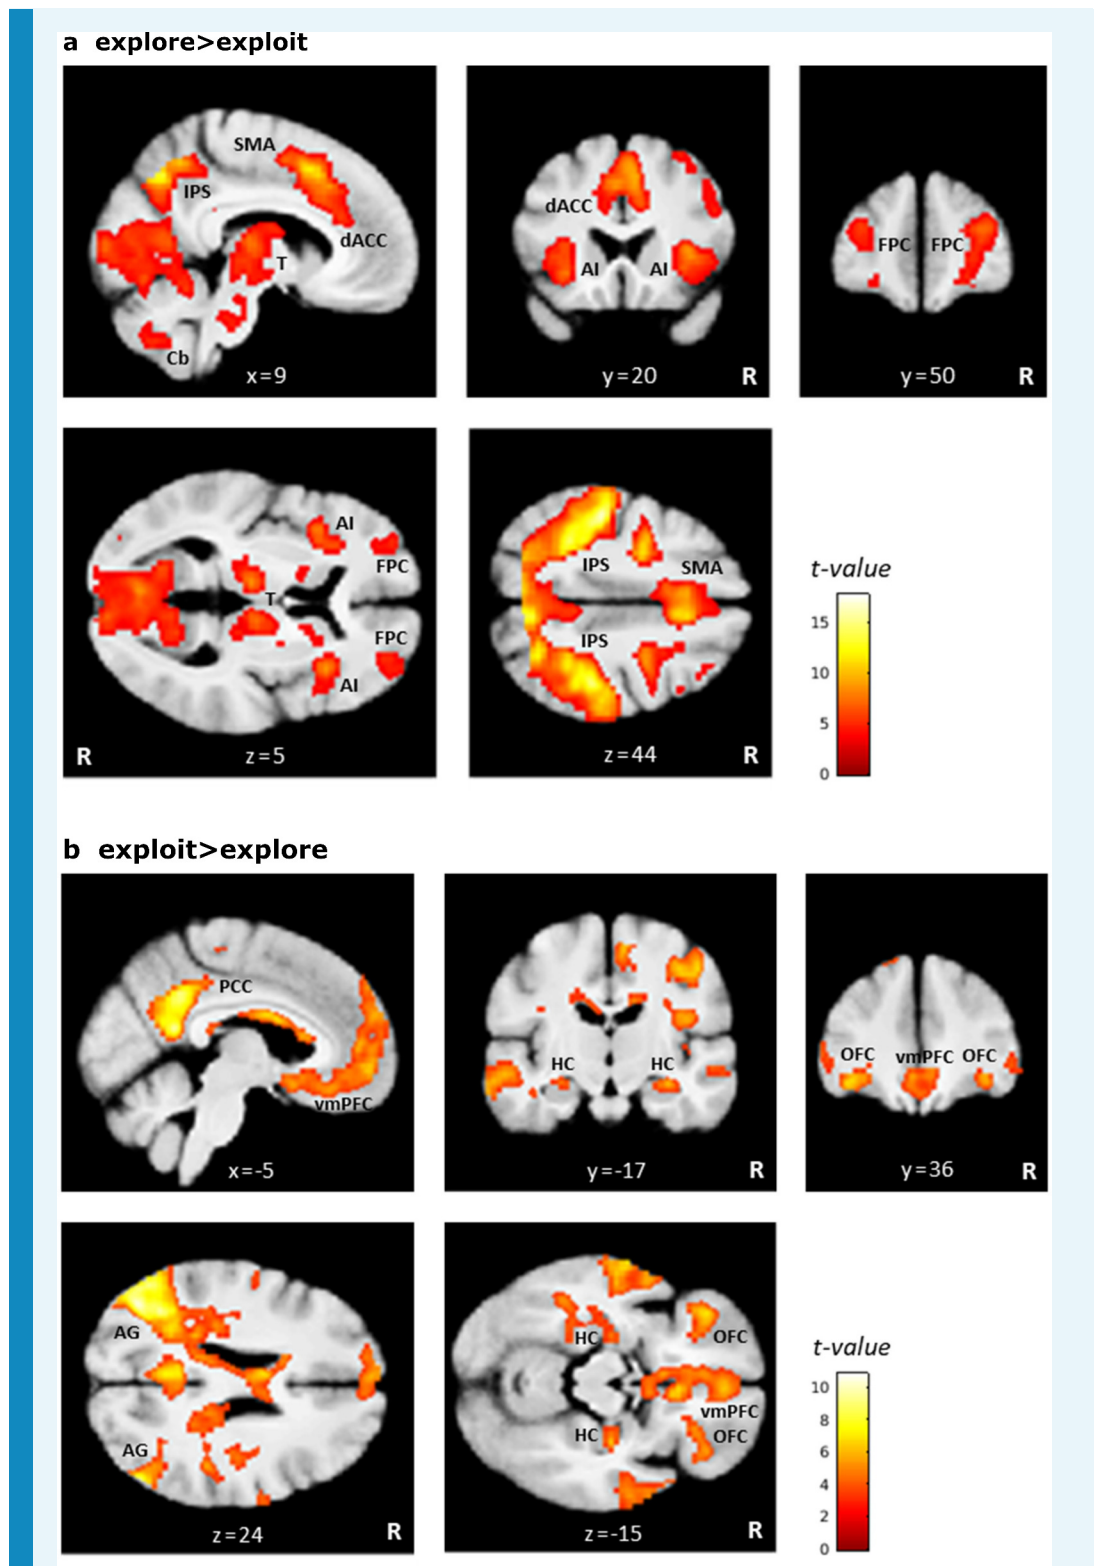 a explore>exploit
SMA
IPS
dACC
T
Cb
x=9
dACC
AI
AI
y=20
R
FPC
FPC
y=50
R
AI
FPC
T
FPC
AI
R
z=5
IPS
SMA
IPS
z=44
R
t-value
15
10
5
0
b exploit>explore
PCC
vmPFC
x=-5
HC
HC
y=-17
R
OFC
vmPFC
OFC
y=36
R
AG
AG
z=24
R
HC
OFC
vmPFC
HC
OFC
z=-15
R
t-value
10
8
6
4
2
0